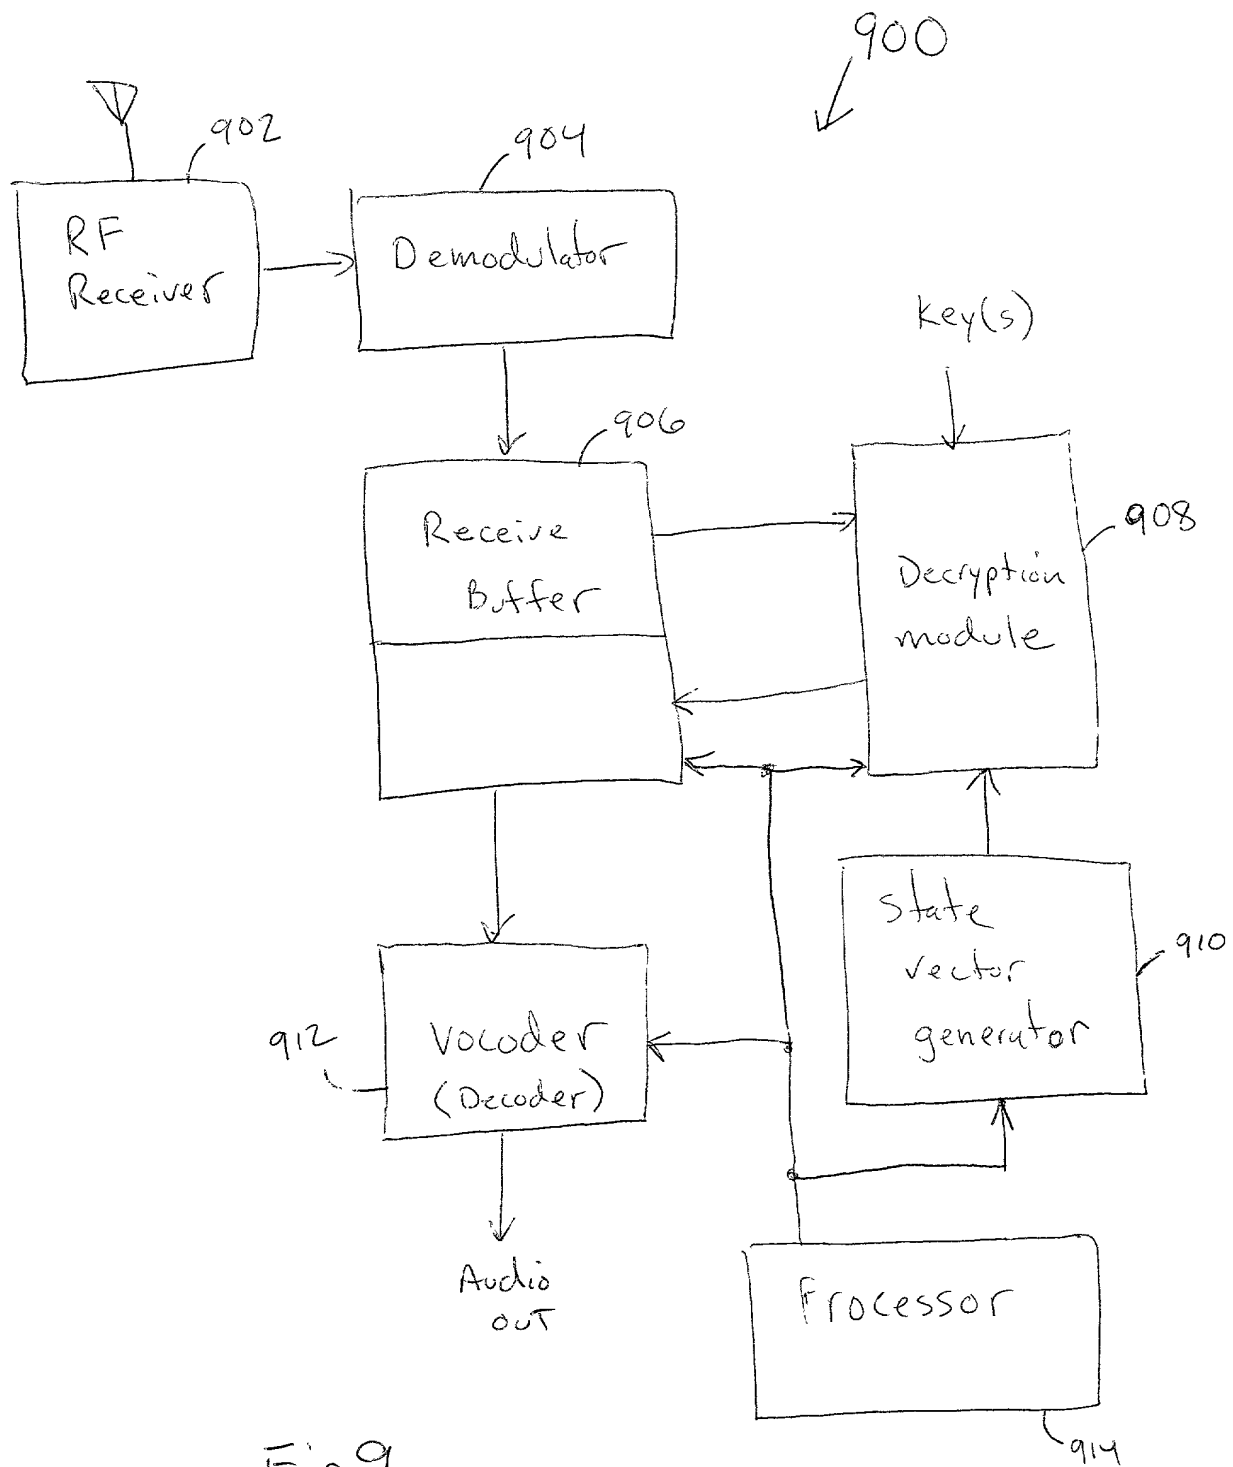 900
902
904
RF
Receiver
Demodulator
Key(s)
906
Receive
Buffer
908
Decryption
module
State
vector
generator
910
912
Vocoder
(Decoder)
Audio
OUT
Processor
914
Fig 9